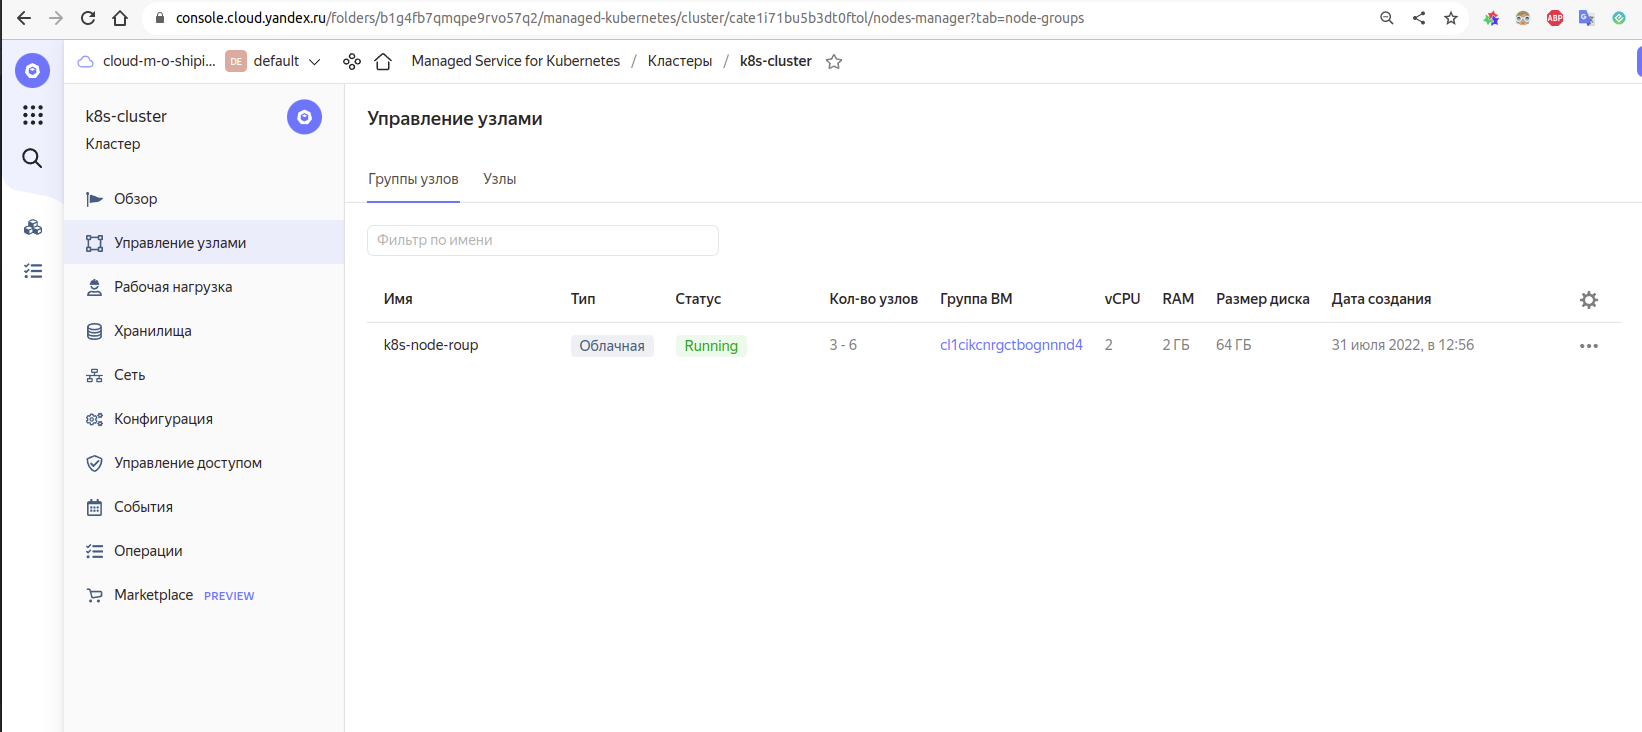 console.cloud.yandex.ru/folders/b1g4fb7qmqpe9rvo57q2/managed-kubernetes/cluster/cate1i71bu5b3dt0ftol/nodes-manager?tab=node-groups
ABP
cloud-m-o-shipi... DE default Managed Service for Kubernetes / Кластеры / k8s-cluster
k8s-cluster
Кластер
Обзор
Управление узлами
Рабочая нагрузка
Хранилища
Сеть
Конфигурация
Управление доступом
События
Операции
Marketplace PREVIEW
Управление узлами
Группы узлов Узлы
Фильтр по имени
Имя Тип Статус Кол-во узлов Группа ВМ vCPU RAM Размер диска Дата создания
k8s-node-roup Облачная Running 3 - 6 cl1cikcnrgctbognnnd4 2 2 ГБ 64 ГБ 31 июля 2022, в 12:56